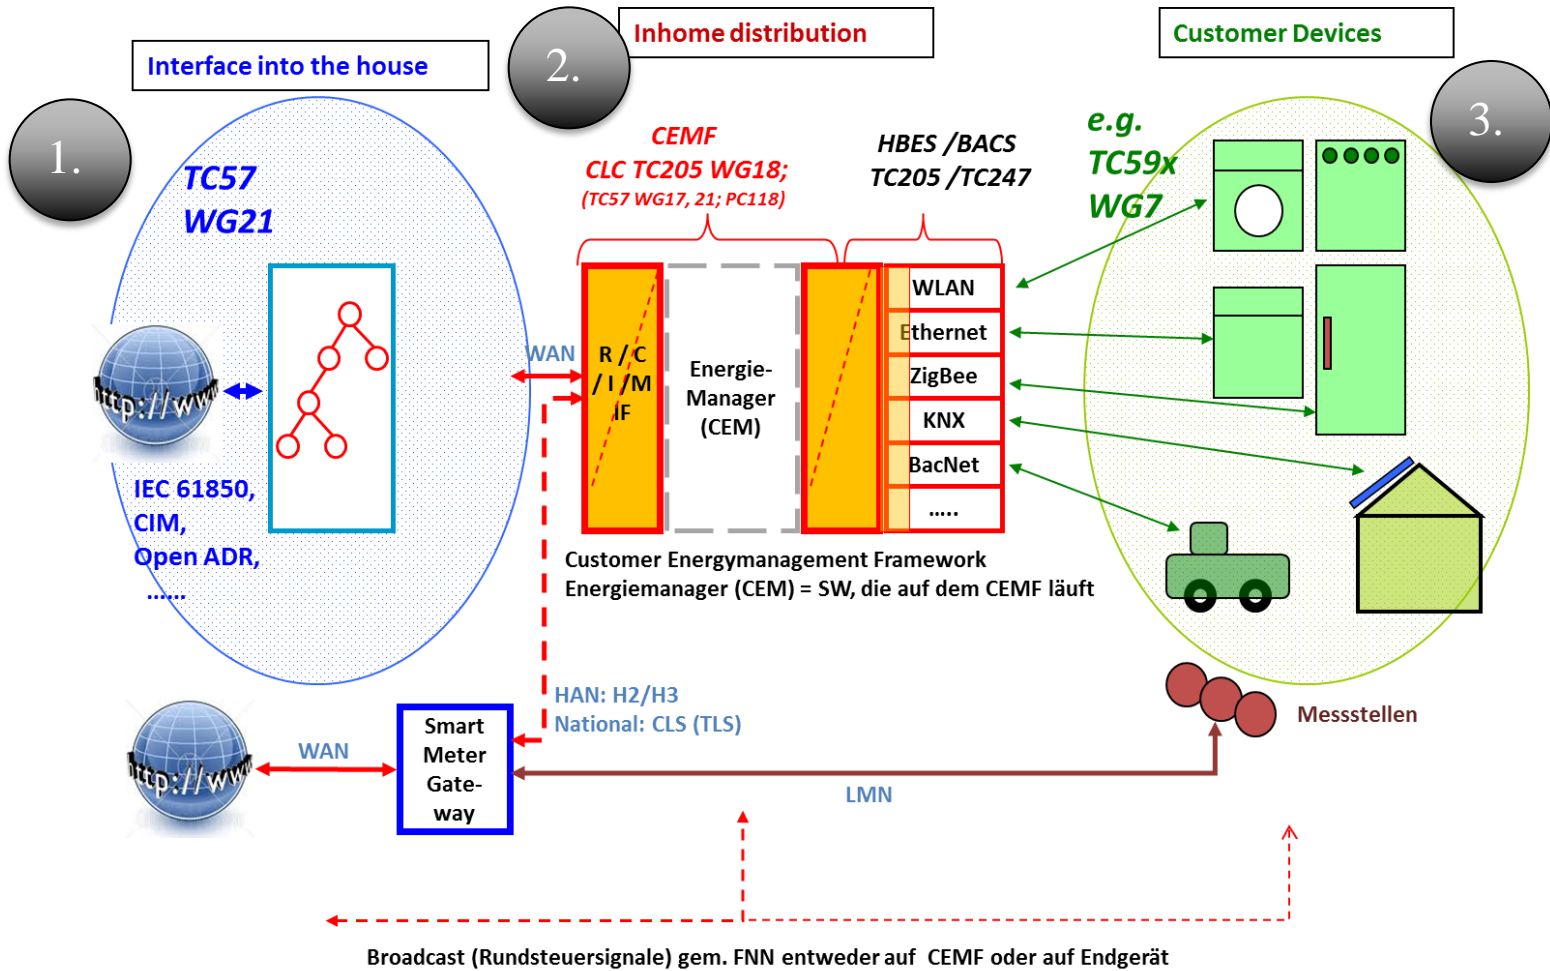 Interface into the house
1.
TC57
WG21
http://www
IEC 61850,
CIM,
Open ADR,
......
2.
Inhome distribution
CEMF
CLC TC205 WG18;
(TC57 WG17, 21; PC118)
HBES /BACS
TC205 /TC247
WAN
R / C
/ I /M
IF
Energie-
Manager
(CEM)
WLAN
Ethernet
ZigBee
KNX
BacNet
.....
Customer Energymanagement Framework
Energiemanager (CEM) = SW, die auf dem CEMF läuft
Customer Devices
3.
e.g.
TC59x
WG7
HAN: H2/H3
National: CLS (TLS)
http://www
WAN
Smart
Meter
Gate-
way
LMN
Messstellen
Broadcast (Rundsteuersignale) gem. FNN entweder auf CEMF oder auf Endgerät